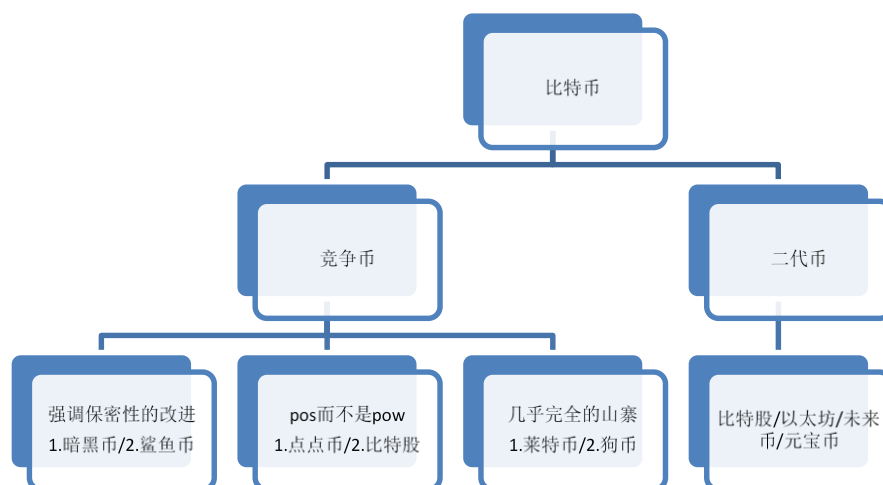 比特币
竞争币
二代币
强调保密性的改进
1.暗黑币/2.鲨鱼币
pos而不是pow
1.点点币/2.比特股
几乎完全的山寨
1.莱特币/2.狗币
比特股/以太坊/未来
币/元宝币